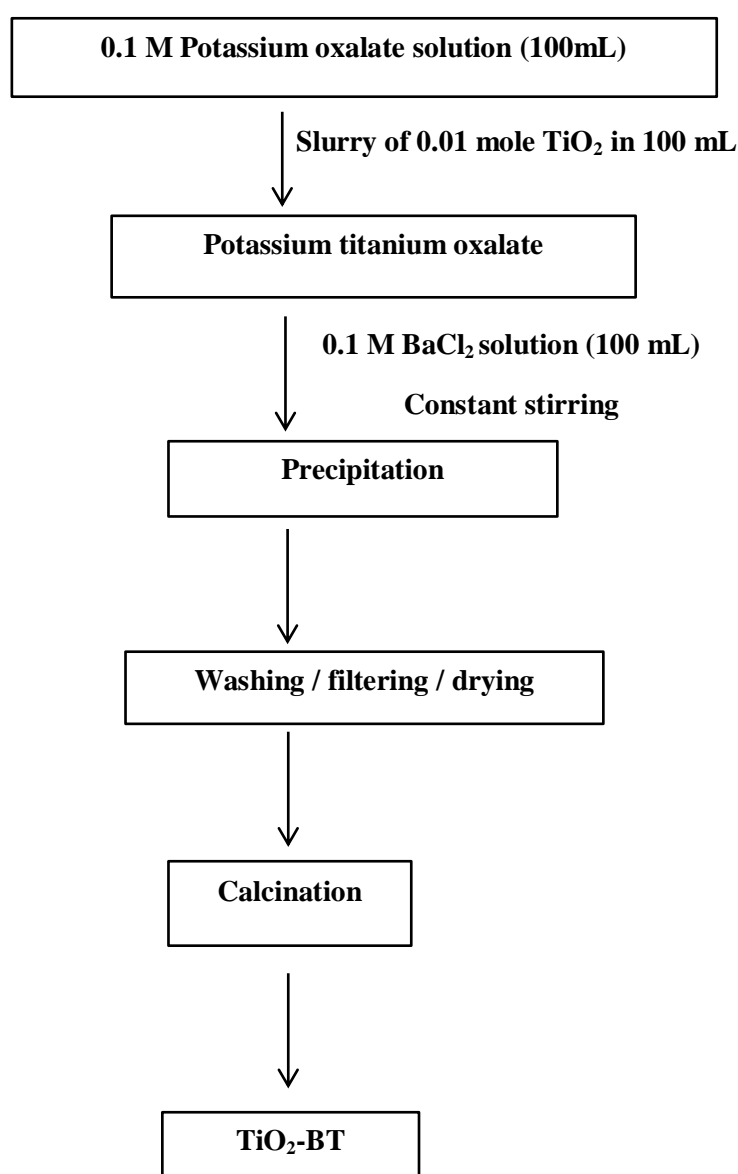 0.1 M Potassium oxalate solution (100mL)
Slurry of 0.01 mole TiO₂ in 100 mL
Potassium titanium oxalate
0.1 M BaCl₂ solution (100 mL)
Constant stirring
Precipitation
Washing / filtering / drying
Calcination
TiO₂-BT